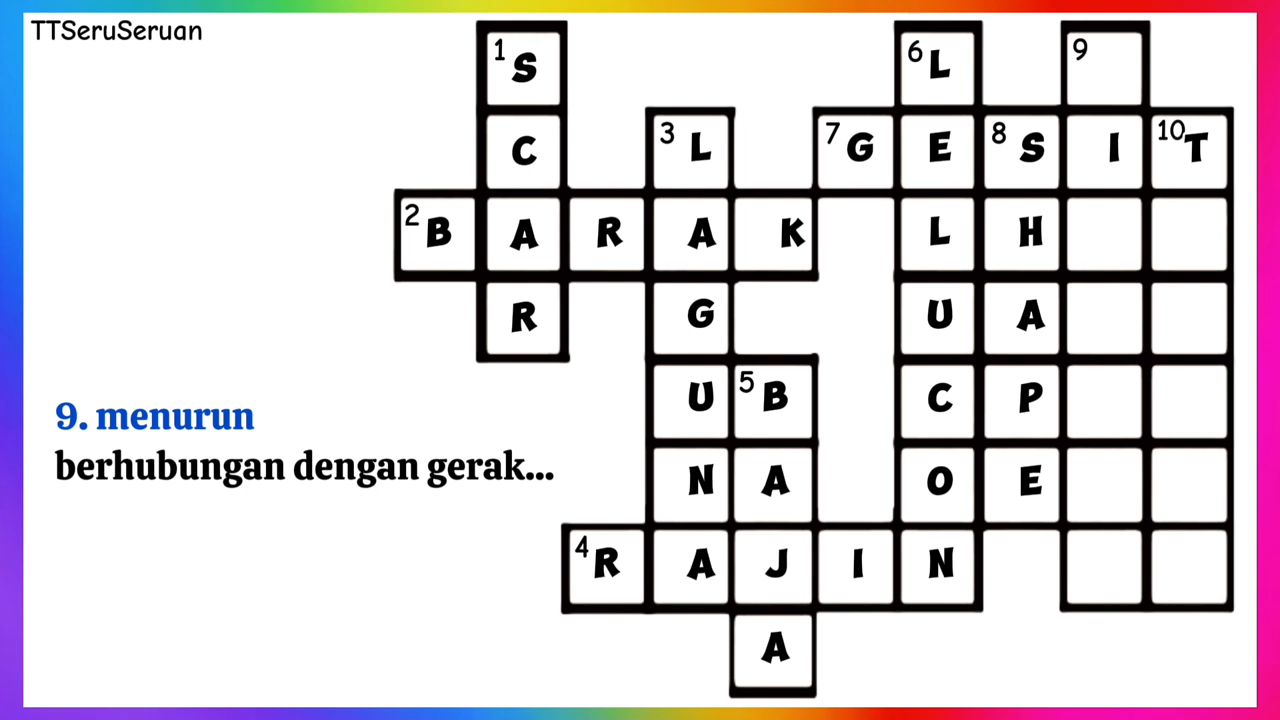 TTSeruSeruan
1 S 6 L 9
C 3 L 7 G E 8 S I 10 T
2 B A R A K L H
R G U A
U 5 B C P
9. menurun
berhubungan dengan gerak...
N A O E
4 R A J I N
A